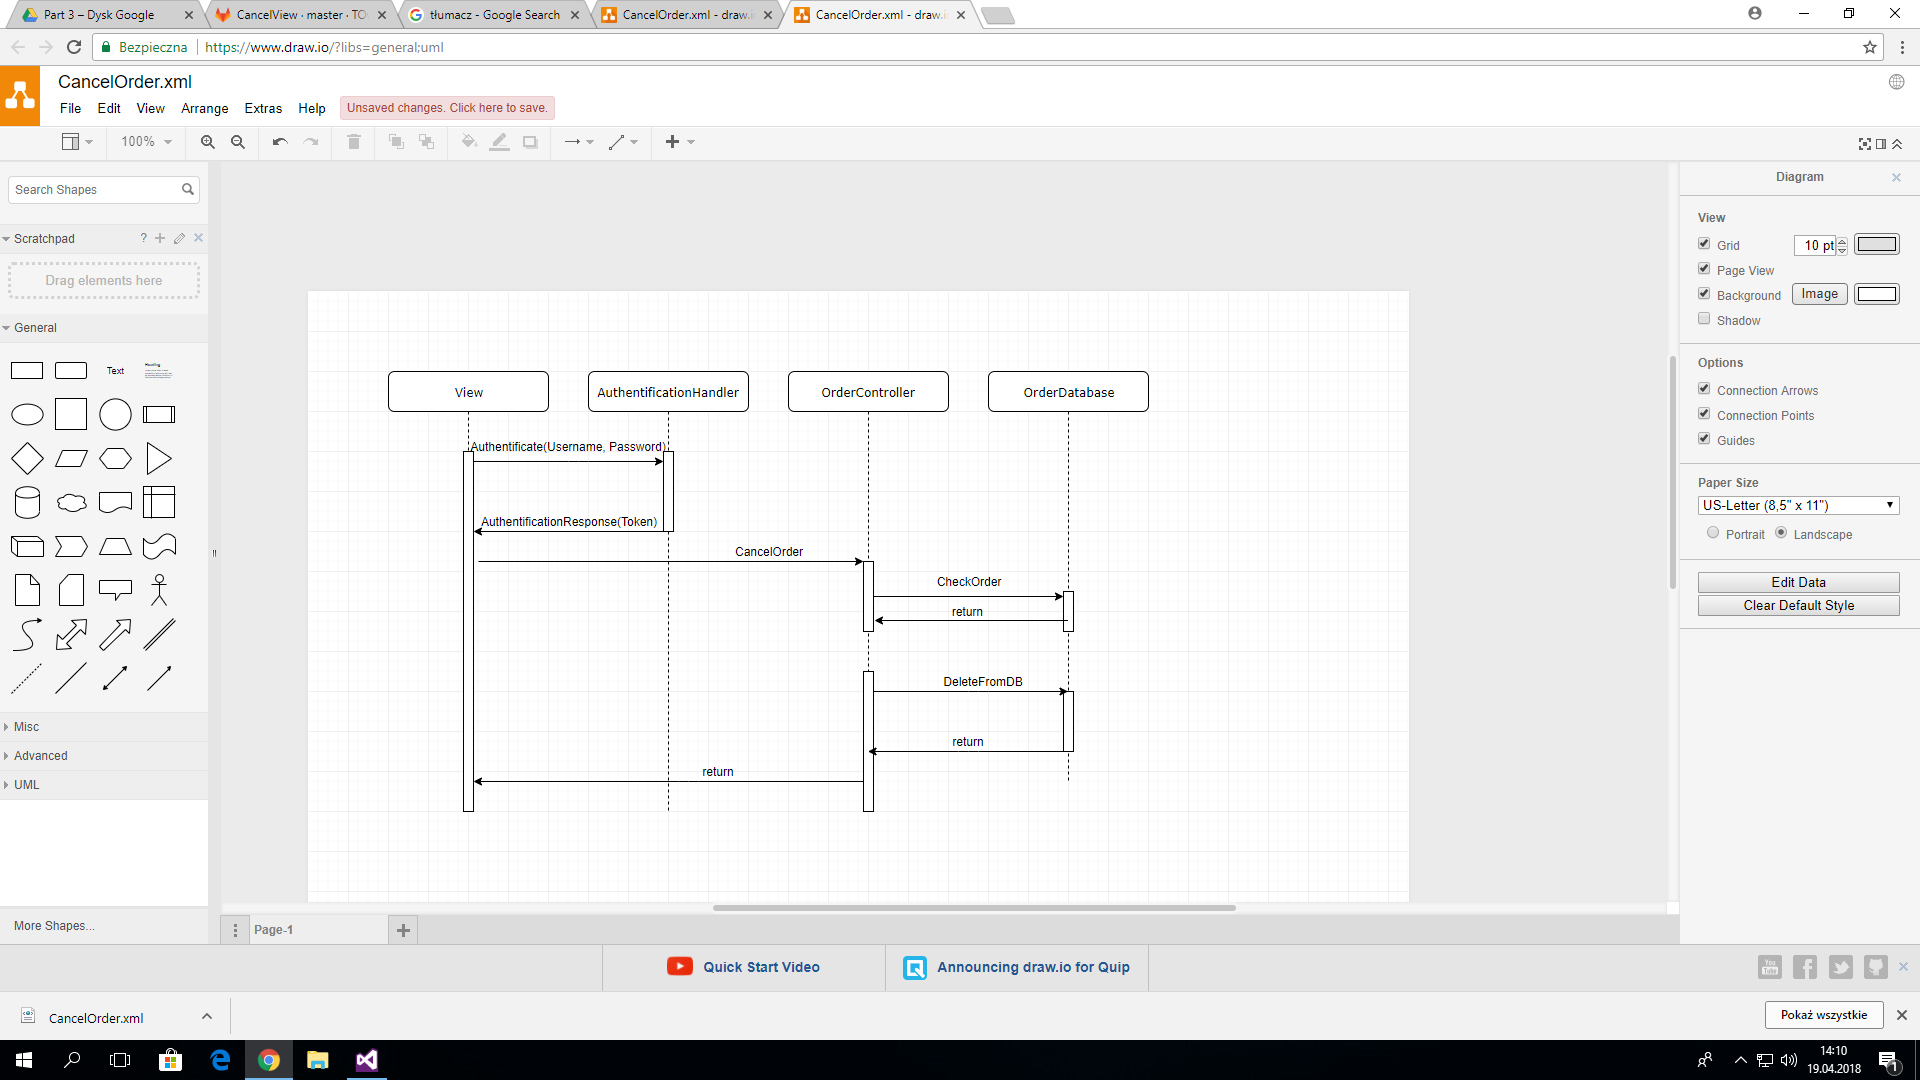 Part 3 – Dysk Google
CancelView · master · TO
tłumacz - Google Search
CancelOrder.xml - draw.i
CancelOrder.xml - draw.i
Bezpieczna
https://www.draw.io/?libs=general;uml
CancelOrder.xml
File Edit View Arrange Extras Help
Unsaved changes. Click here to save.
100%
Search Shapes
Scratchpad
?
Drag elements here
General
Text
Heading
Misc
Advanced
UML
More Shapes...
View
AuthentificationHandler
OrderController
OrderDatabase
Authentificate(Username, Password)
AuthentificationResponse(Token)
CancelOrder
CheckOrder
return
DeleteFromDB
return
return
Diagram
View
Grid
10 pt
Page View
Background
Image
Shadow
Options
Connection Arrows
Connection Points
Guides
Paper Size
US-Letter (8,5" x 11")
Portrait
Landscape
Edit Data
Clear Default Style
Page-1
Quick Start Video
Announcing draw.io for Quip
You
Tube
CancelOrder.xml
Pokaż wszystkie
14:10
19.04.2018
1